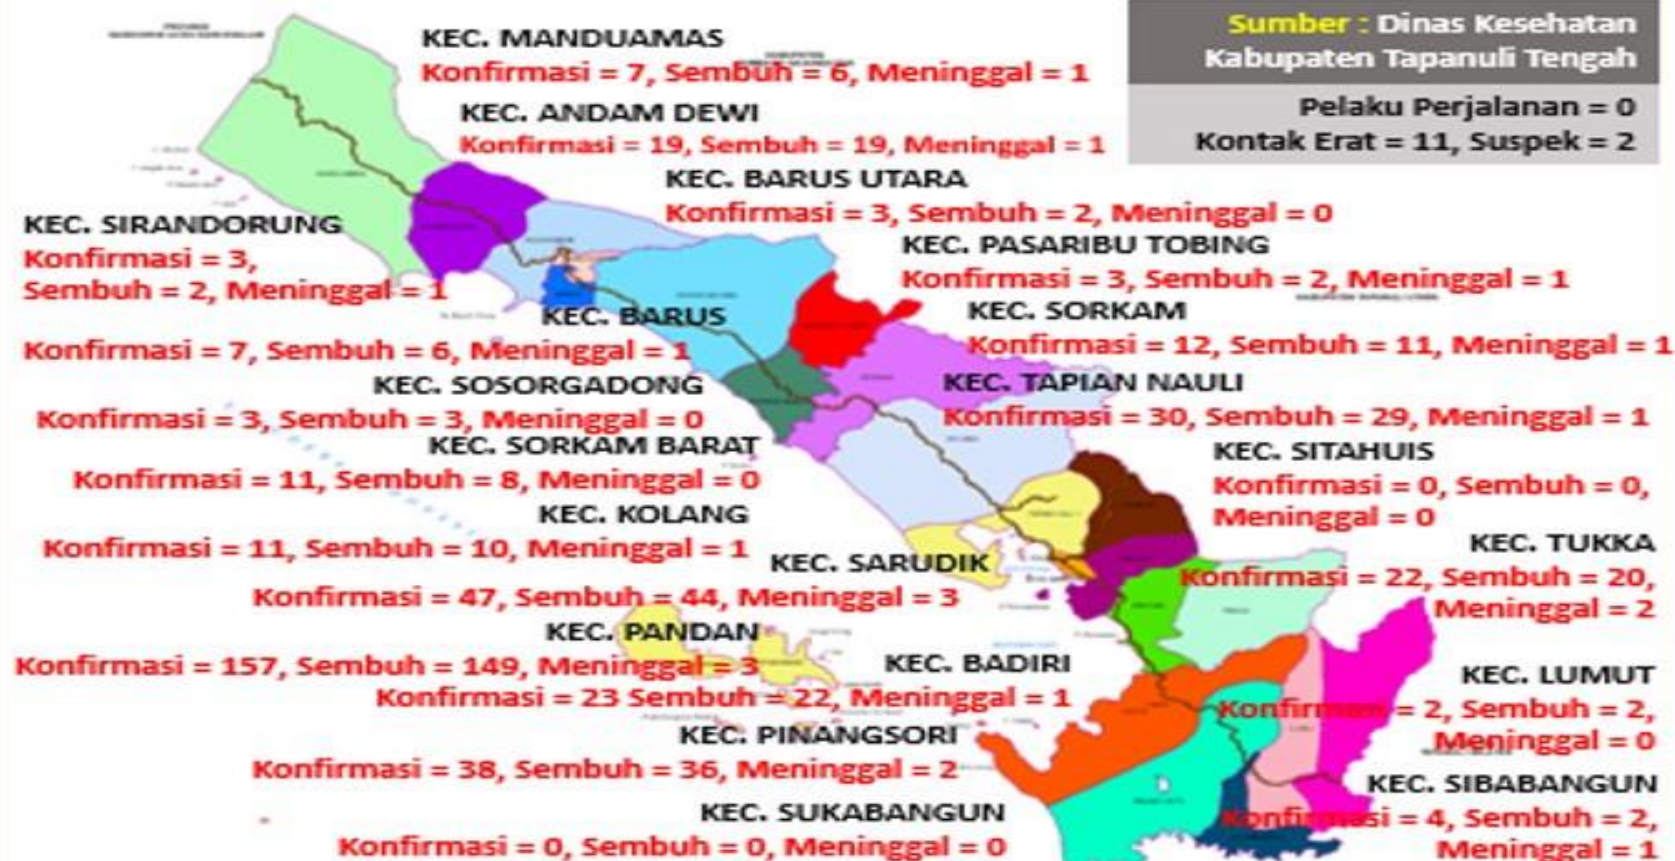 KEC. MANDUAMAS
Konfirmasi = 7, Sembuh = 6, Meninggal = 1
Sumber : Dinas Kesehatan
Kabupaten Tapanuli Tengah
Pelaku Perjalanan = 0
Kontak Erat = 11, Suspek = 2
KEC. ANDAM DEWI
Konfirmasi = 19, Sembuh = 19, Meninggal = 1
KEC. BARUS UTARA
Konfirmasi = 3, Sembuh = 2, Meninggal = 0
KEC. SIRANDORUNG
Konfirmasi = 3,
Sembuh = 2, Meninggal = 1
KEC. PASARIBU TOBING
Konfirmasi = 3, Sembuh = 2, Meninggal = 1
KEC. BARUS
Konfirmasi = 7, Sembuh = 6, Meninggal = 1
KEC. SORKAM
Konfirmasi = 12, Sembuh = 11, Meninggal = 1
KEC. SOSORGADONG
Konfirmasi = 3, Sembuh = 3, Meninggal = 0
KEC. TAPIAN NAULI
Konfirmasi = 30, Sembuh = 29, Meninggal = 1
KEC. SORKAM BARAT
Konfirmasi = 11, Sembuh = 8, Meninggal = 0
KEC. SITAHUIS
Konfirmasi = 0, Sembuh = 0,
Meninggal = 0
KEC. KOLANG
Konfirmasi = 11, Sembuh = 10, Meninggal = 1
KEC. TUKKA
Konfirmasi = 22, Sembuh = 20,
Meninggal = 2
KEC. SARUDIK
Konfirmasi = 47, Sembuh = 44, Meninggal = 3
KEC. PANDAN
Konfirmasi = 157, Sembuh = 149, Meninggal = 3
KEC. BADIRI
Konfirmasi = 23 Sembuh = 22, Meninggal = 1
KEC. LUMUT
Konfirmasi = 2, Sembuh = 2,
Meninggal = 0
KEC. PINANGSORI
Konfirmasi = 38, Sembuh = 36, Meninggal = 2
KEC. SIBABANGUN
Konfirmasi = 4, Sembuh = 2,
Meninggal = 1
KEC. SUKABANGUN
Konfirmasi = 0, Sembuh = 0, Meninggal = 0